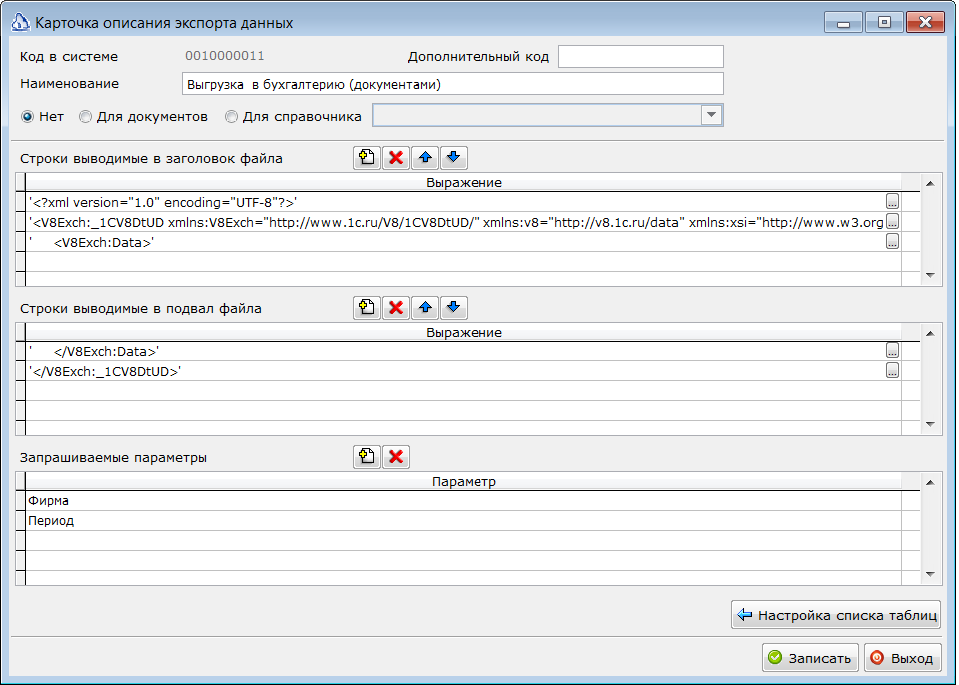 Карточка описания экспорта данных
Код в системе 0010000011 Дополнительный код
Наименование Выгрузка в бухгалтерию (документами)
Нет Для документов Для справочника
Строки выводимые в заголовок файла
Выражение
'<?xml version="1.0" encoding="UTF-8"?>' ...
'<V8Exch:_1CV8DtUD xmlns:V8Exch="http://www.1c.ru/V8/1CV8DtUD/" xmlns:v8="http://v8.1c.ru/data" xmlns:xsi="http://www.w3.org ...
' <V8Exch:Data>' ...
Строки выводимые в подвал файла
Выражение
' </V8Exch:Data>' ...
'</V8Exch:_1CV8DtUD>' ...
Запрашиваемые параметры
Параметр
Фирма
Период
Настройка списка таблиц
Записать Выход